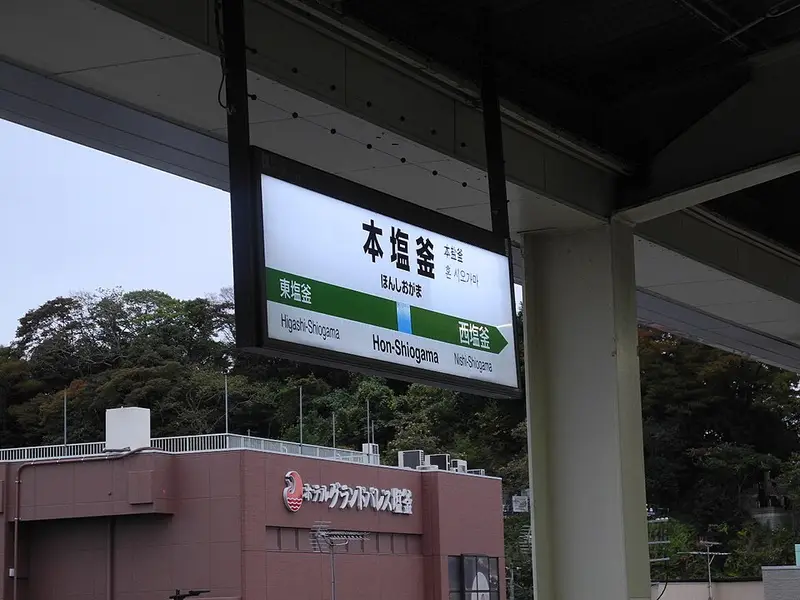 本塩釜
本盐釜
혼 시오가마
ほんしおがま
東塩釜
西塩釜
Higashi-Shiogama
Hon-Shiogama
Nishi-Shiogama
ホテルグランドパレス塩釜